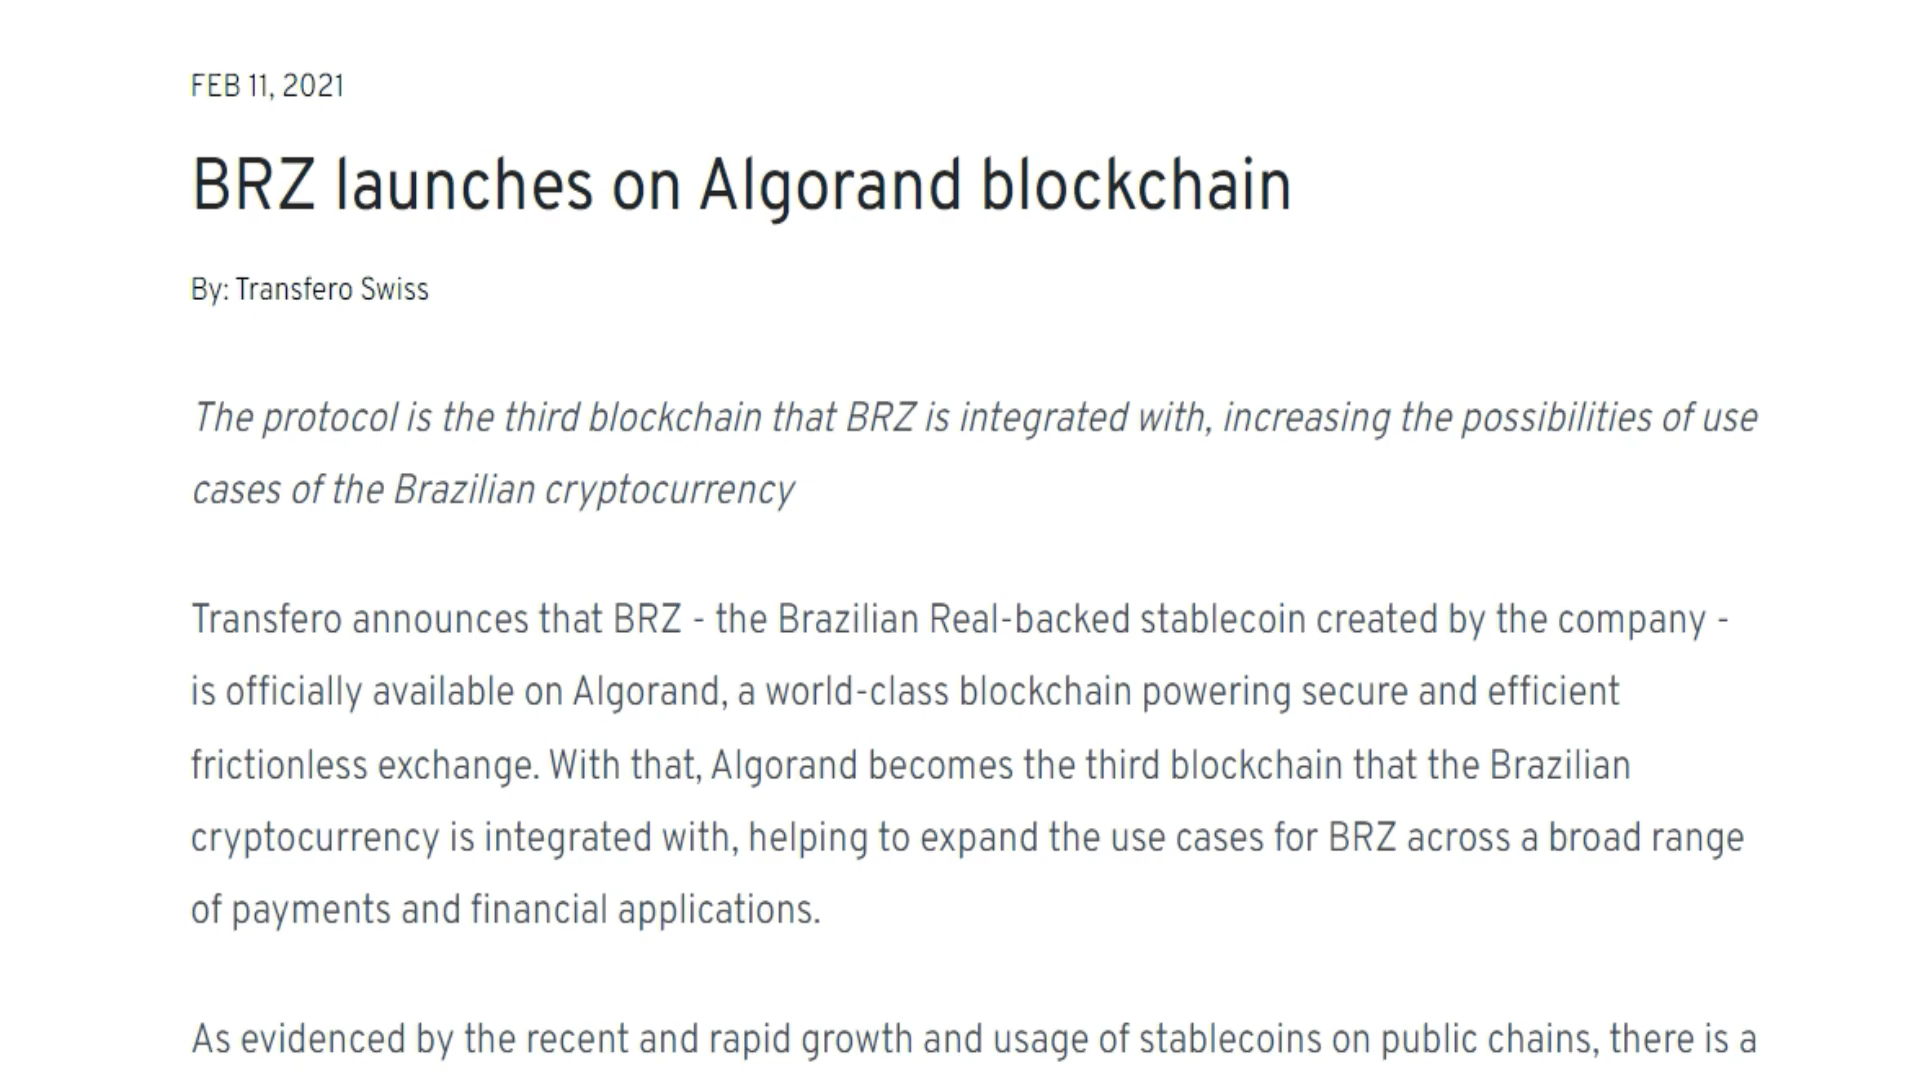 FEB 11, 2021
BRZ launches on Algorand blockchain
By: Transfero Swiss
The protocol is the third blockchain that BRZ is integrated with, increasing the possibilities of use
cases of the Brazilian cryptocurrency
Transfero announces that BRZ - the Brazilian Real-backed stablecoin created by the company -
is officially available on Algorand, a world-class blockchain powering secure and efficient
frictionless exchange. With that, Algorand becomes the third blockchain that the Brazilian
cryptocurrency is integrated with, helping to expand the use cases for BRZ across a broad range
of payments and financial applications.
As evidenced by the recent and rapid growth and usage of stablecoins on public chains, there is a